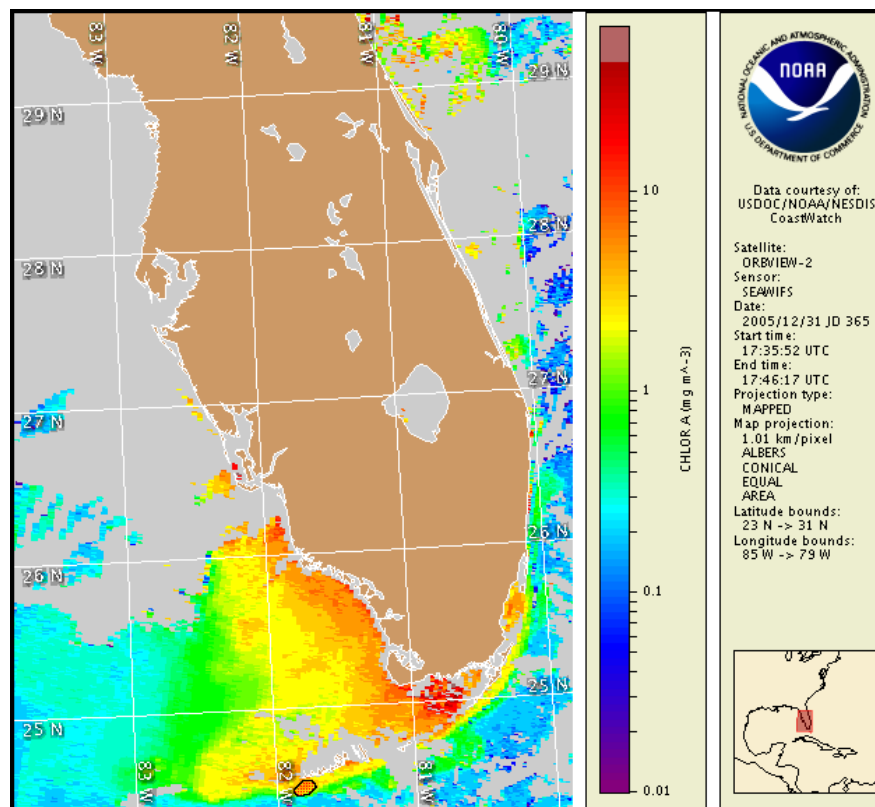 83 W
82 W
81 W
80 W
29 N
29 N
28 N
28 N
27 N
27 N
26 N
26 N
25 N
25 N
83 W
82 W
81 W
10
1
0.1
0.01
CHLOR A (mg m^-3)
NATIONAL OCEANIC AND ATMOSPHERIC ADMINISTRATION
NOAA
U.S. DEPARTMENT OF COMMERCE
Data courtesy of:
USDOC/NOAA/NESDIS
CoastWatch
Satellite:
ORBVIEW-2
Sensor:
SEAWIFS
Date:
2005/12/31 JD 365
Start time:
17:35:52 UTC
End time:
17:46:17 UTC
Projection type:
MAPPED
Map projection:
1.01 km/pixel
ALBERS
CONICAL
EQUAL
AREA
Latitude bounds:
23 N -> 31 N
Longitude bounds:
85 W -> 79 W